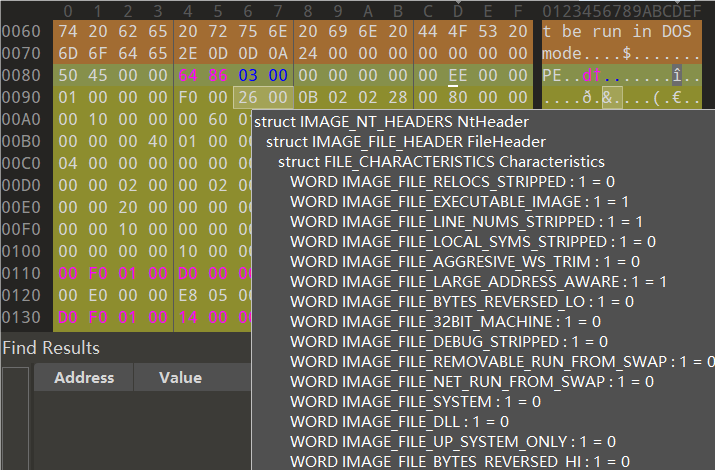 0 1 2 3 4 5 6 7 8 9 A B C D E F 0123456789ABCDEF
0060 74 20 62 65 20 72 75 6E 20 69 6E 20 44 4F 53 20 t be run in DOS
0070 6D 6F 64 65 2E 0D 0D 0A 24 00 00 00 00 00 00 00 mode....$.......
0080 50 45 00 00 64 86 03 00 00 00 00 00 00 EE 00 00 PE..d†.......î..
0090 01 00 00 00 F0 00 26 00 0B 02 02 28 00 80 00 00 ....ð.&....(.€..
00A0 00 10 00 00 00 60 01
00B0 00 00 00 40 01 00 00
00C0 04 00 00 00 00 00 00
00D0 00 00 02 00 00 02 00
00E0 00 00 20 00 00 00 00
00F0 00 00 10 00 00 00 00
0100 00 00 00 00 10 00 00
0110 00 F0 01 00 D0 00 00
0120 00 E0 00 00 E8 05 00
0130 D0 F0 01 00 14 00 00
struct IMAGE_NT_HEADERS NtHeader
struct IMAGE_FILE_HEADER FileHeader
struct FILE_CHARACTERISTICS Characteristics
WORD IMAGE_FILE_RELOCS_STRIPPED : 1 = 0
WORD IMAGE_FILE_EXECUTABLE_IMAGE : 1 = 1
WORD IMAGE_FILE_LINE_NUMS_STRIPPED : 1 = 1
WORD IMAGE_FILE_LOCAL_SYMS_STRIPPED : 1 = 0
WORD IMAGE_FILE_AGGRESIVE_WS_TRIM : 1 = 0
WORD IMAGE_FILE_LARGE_ADDRESS_AWARE : 1 = 1
WORD IMAGE_FILE_BYTES_REVERSED_LO : 1 = 0
WORD IMAGE_FILE_32BIT_MACHINE : 1 = 0
WORD IMAGE_FILE_DEBUG_STRIPPED : 1 = 0
WORD IMAGE_FILE_REMOVABLE_RUN_FROM_SWAP : 1 = 0
WORD IMAGE_FILE_NET_RUN_FROM_SWAP : 1 = 0
WORD IMAGE_FILE_SYSTEM : 1 = 0
WORD IMAGE_FILE_DLL : 1 = 0
WORD IMAGE_FILE_UP_SYSTEM_ONLY : 1 = 0
WORD IMAGE_FILE_BYTES_REVERSED_HI : 1 = 0
Find Results
Address Value